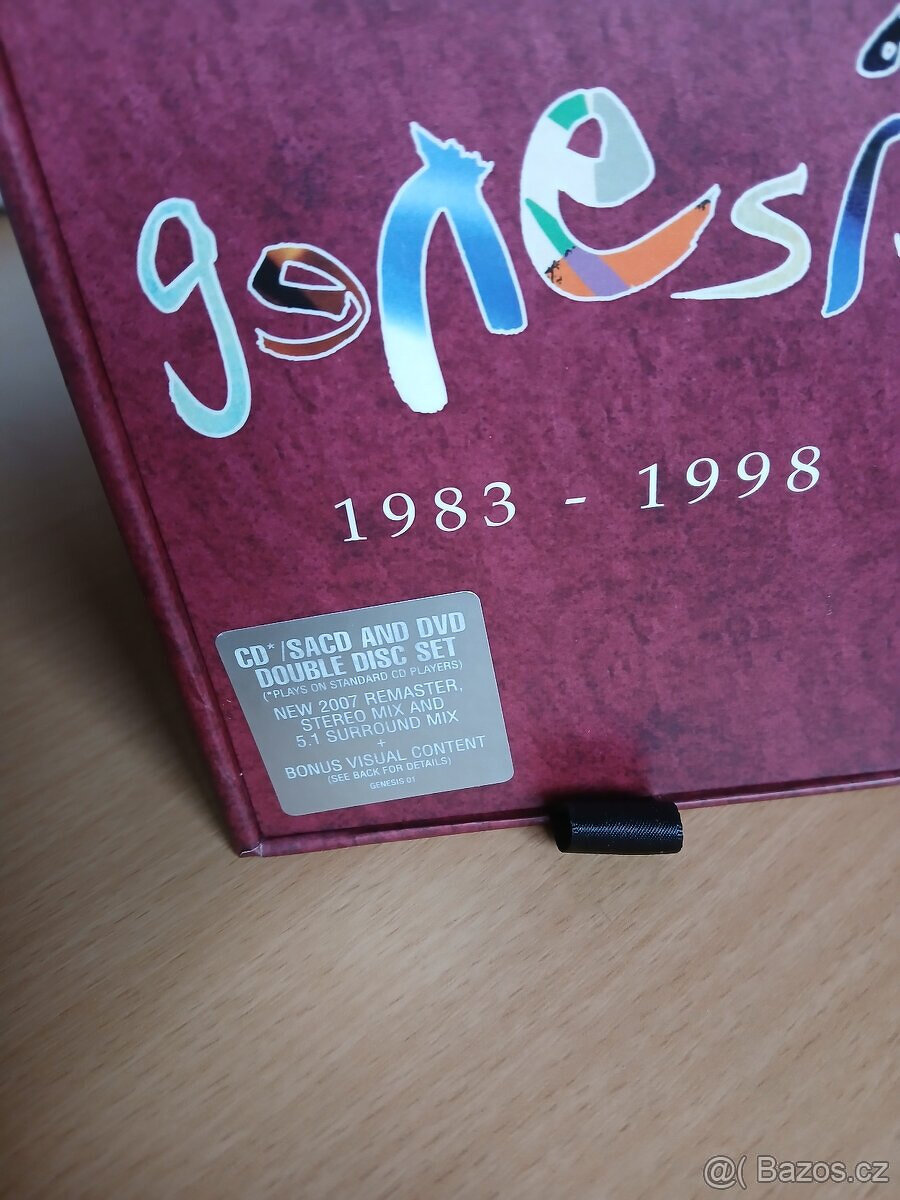 genesi
1983 - 1998
CD*/SACD AND DVD
DOUBLE DISC SET
(*PLAYS ON STANDARD CD PLAYERS)
NEW 2007 REMASTER,
STEREO MIX AND
5.1 SURROUND MIX
+
BONUS VISUAL CONTENT
(SEE BACK FOR DETAILS)
GENESIS 01
@( Bazos.cz